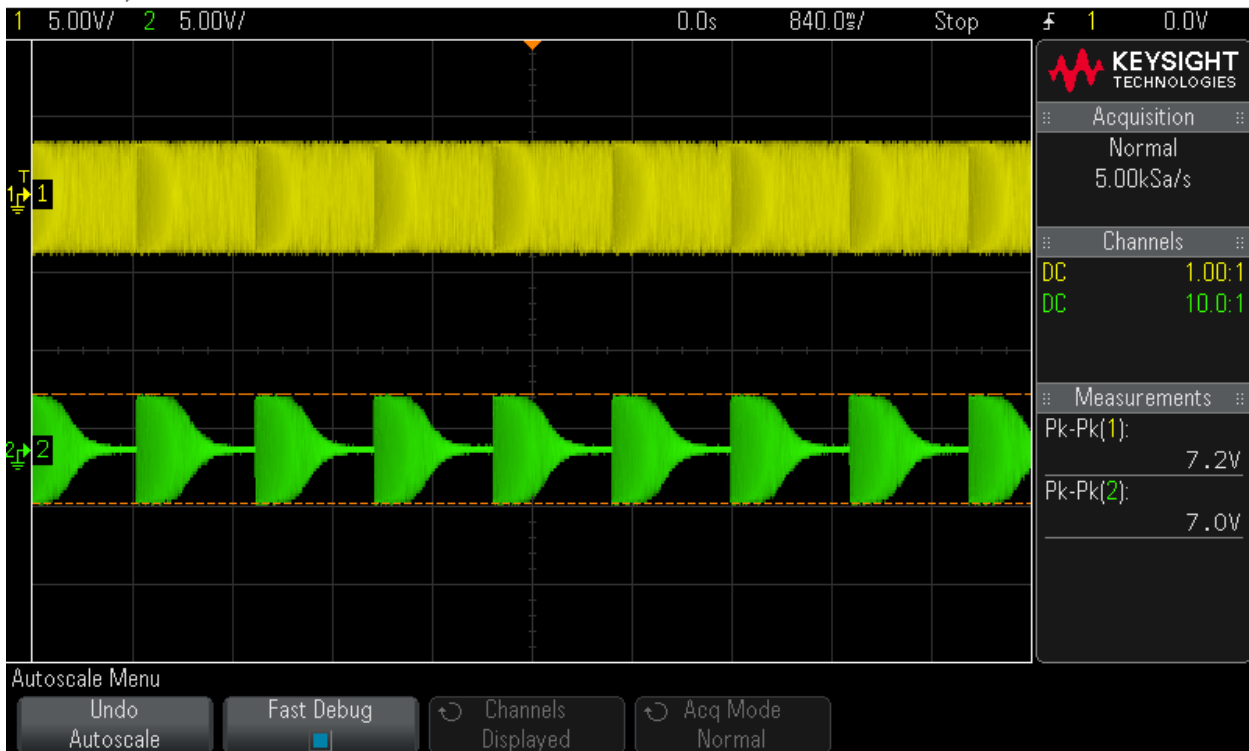 1 5.00V/ 2 5.00V/ 0.0s 840.0ms/ Stop 1 0.0V
KEYSIGHT
TECHNOLOGIES
Acquisition
Normal
5.00kSa/s
Channels
DC 1.00:1
DC 10.0:1
Measurements
Pk-Pk(1):
7.2V
Pk-Pk(2):
7.0V
T
1 1
2 2
Autoscale Menu
Undo
Autoscale
Fast Debug
Channels
Displayed
Acq Mode
Normal